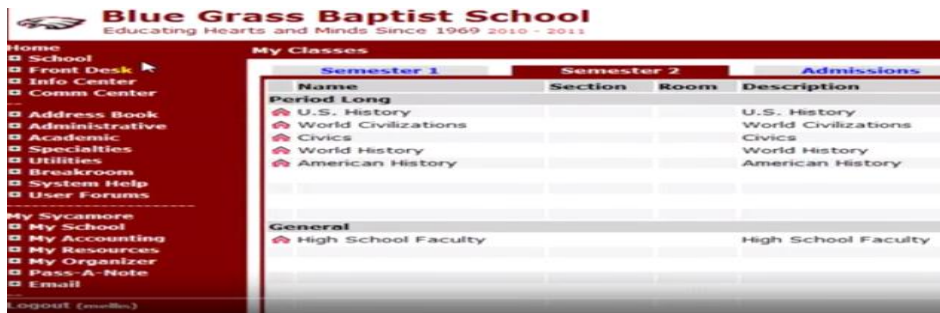 Blue Grass Baptist School
Educating Hearts and Minds Since 1969 2010 - 2011
Home
School
Front Desk
Info Center
Comm Center
Address Book
Administrative
Academic
Specialties
Utilities
Breakroom
System Help
User Forums
My Sycamore
My School
My Accounting
My Resources
My Organizer
Pass-A-Note
Email
Logout
My Classes
Semester 1 Semester 2 Admissions
Name Section Room Description
Period Long
U.S. History U.S. History
World Civilizations World Civilizations
Civics Civics
World History World History
American History American History
General
High School Faculty High School Faculty